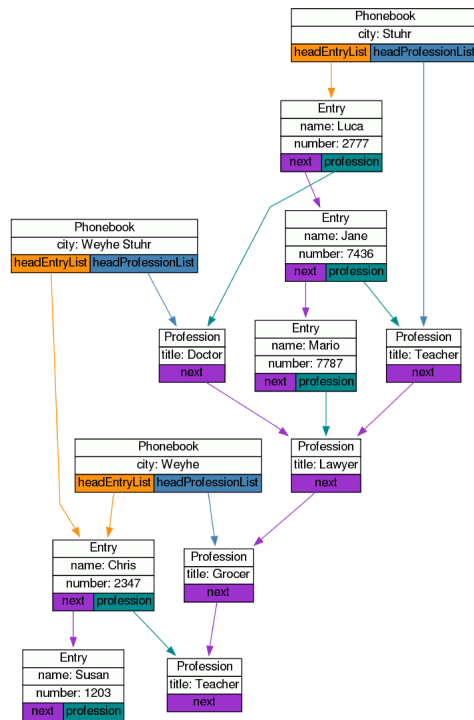 Phonebook
city: Stuhr
headEntryList headProfessionList
Entry
name: Luca
number: 2777
next profession
Entry
name: Jane
number: 7436
next profession
Phonebook
city: Weyhe Stuhr
headEntryList headProfessionList
Profession
title: Doctor
next
Entry
name: Mario
number: 7787
next profession
Profession
title: Teacher
next
Phonebook
city: Weyhe
headEntryList headProfessionList
Profession
title: Lawyer
next
Entry
name: Chris
number: 2347
next profession
Profession
title: Grocer
next
Entry
name: Susan
number: 1203
next profession
Profession
title: Teacher
next